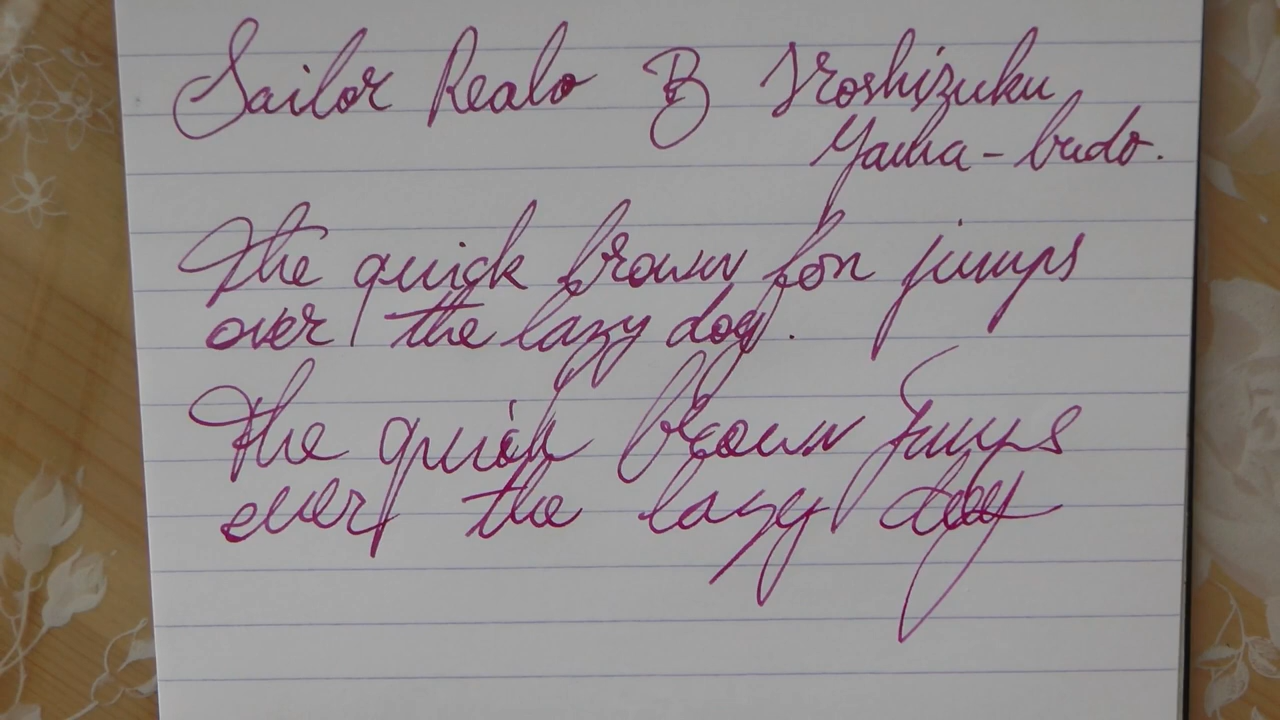 Sailor Realo B Iroshizuku
Yama-budo.
The quick brown fox jumps
over the lazy dog.
The quick brown jumps
over the lazy dog